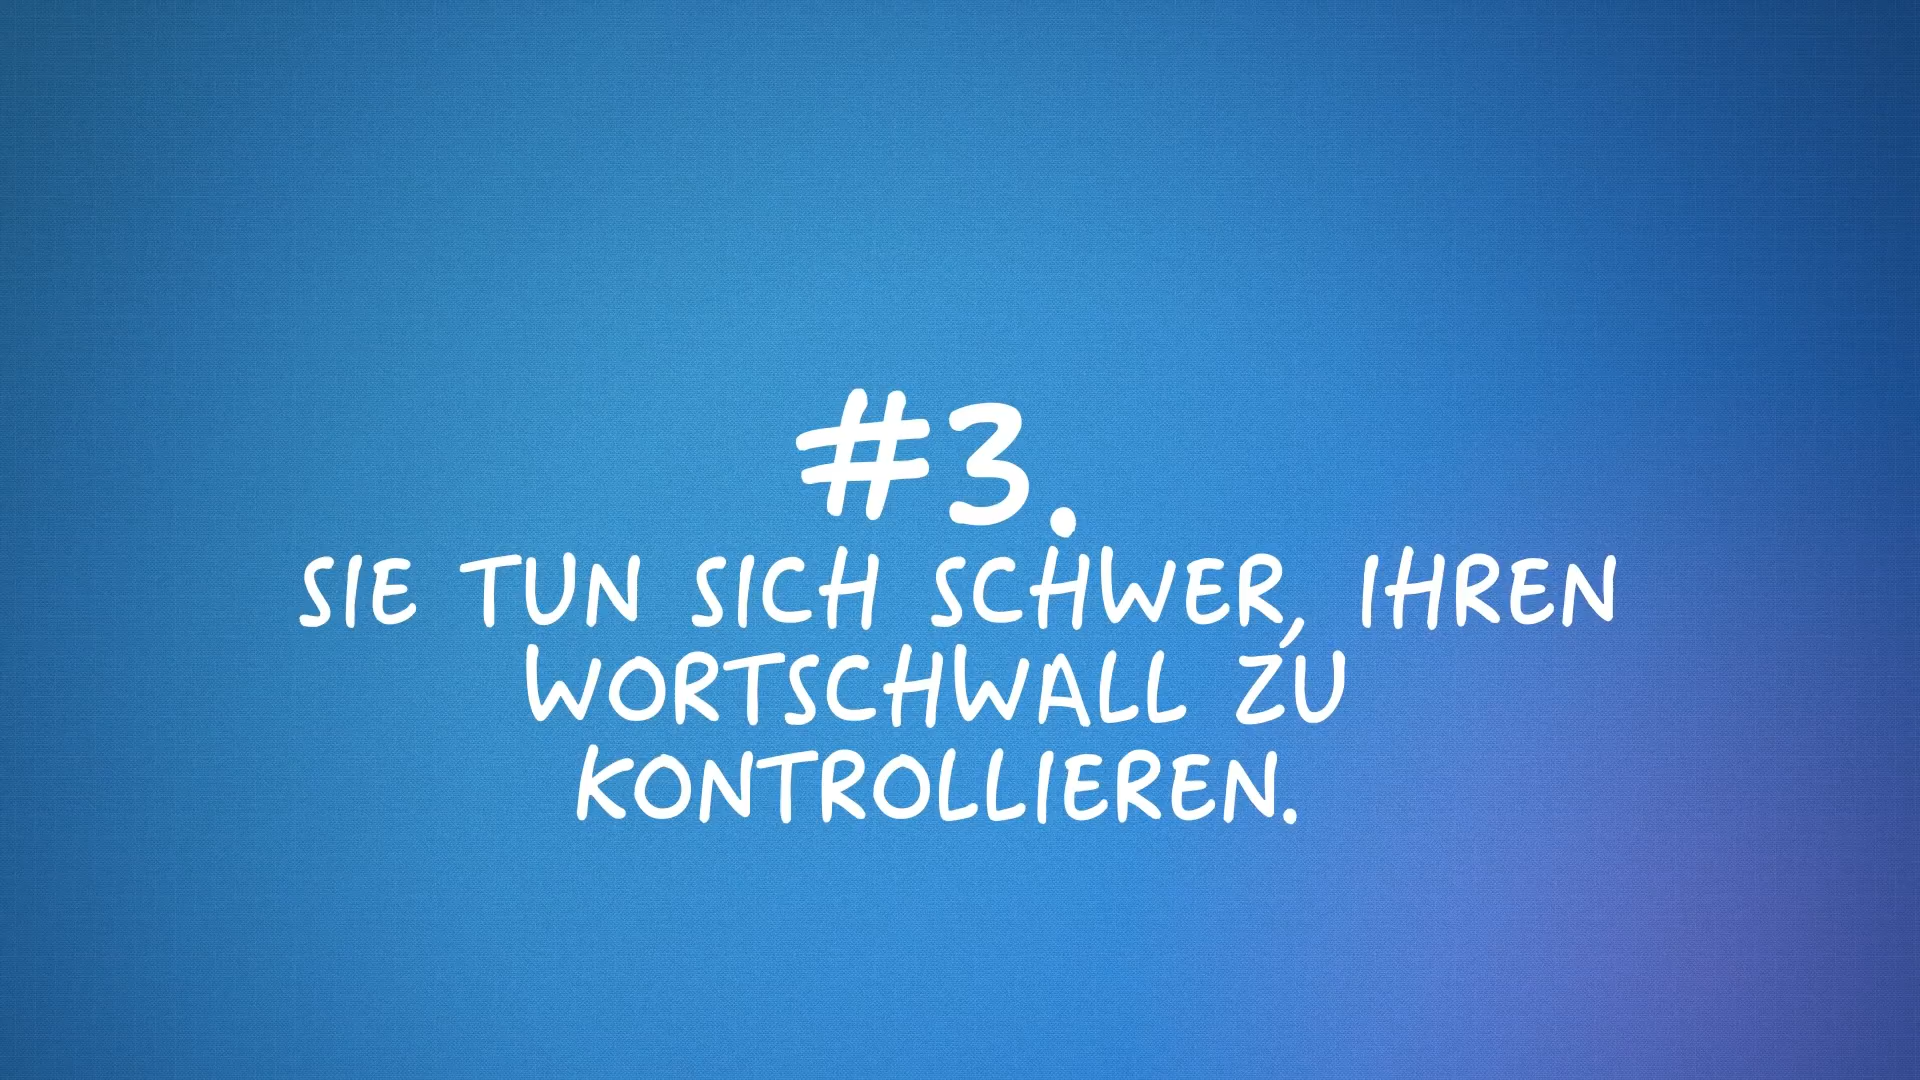 #3.
SIE TUN SICH SCHWER, IHREN
WORTSCHWALL ZU
KONTROLLIEREN.